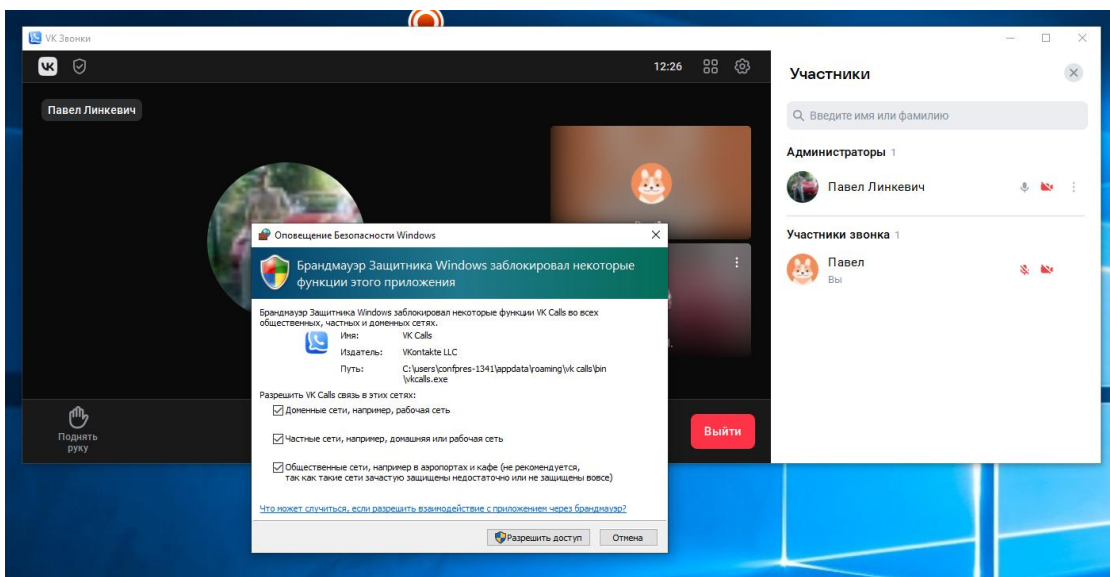 VK Звонки
12:26
Павел Линкевич
Поднять
руку
Выйти
Участники
Введите имя или фамилию
Администраторы 1
Павел Линкевич
Участники звонка 1
Павел
Вы
Оповещение Безопасности Windows
Брандмауэр Защитника Windows заблокировал некоторые
функции этого приложения
Брандмауэр Защитника Windows заблокировал некоторые функции VK Calls во всех
общественных, частных и доменных сетях.
Имя: VK Calls
Издатель: VKontakte LLC
Путь: C:\users\confpres-1341\appdata\roaming\vk calls\bin
\vkcalls.exe
Разрешить VK Calls связь в этих сетях:
Доменные сети, например, рабочая сеть
Частные сети, например, домашняя или рабочая сеть
Общественные сети, например в аэропортах и кафе (не рекомендуется,
так как такие сети зачастую защищены недостаточно или не защищены вовсе)
Что может случиться, если разрешить взаимодействие с приложением через брандмауэр?
Разрешить доступ
Отмена